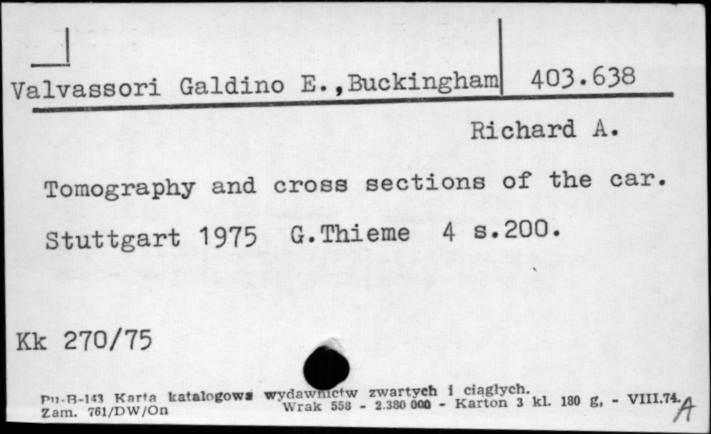 Valvassori Galdino E.,Buckingham 403.638
Richard A.
Tomography and cross sections of the car.
Stuttgart 1975 G.Thieme 4 s.200.
Kk 270/75
Pu-B-143 Karta katalogowa wydawnictw zwartych i ciągłych.
Zam. 761/DW/On Wrak 558 - 2.380 000 - Karton 3 kl. 180 g, - VIII.74.
A